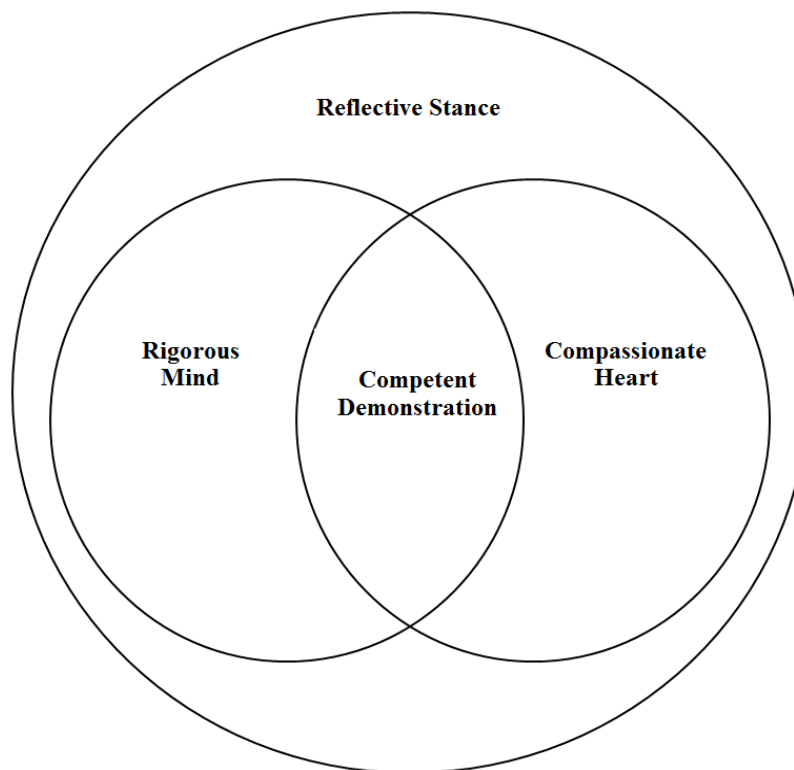 Reflective Stance
Rigorous
Mind
Competent
Demonstration
Compassionate
Heart